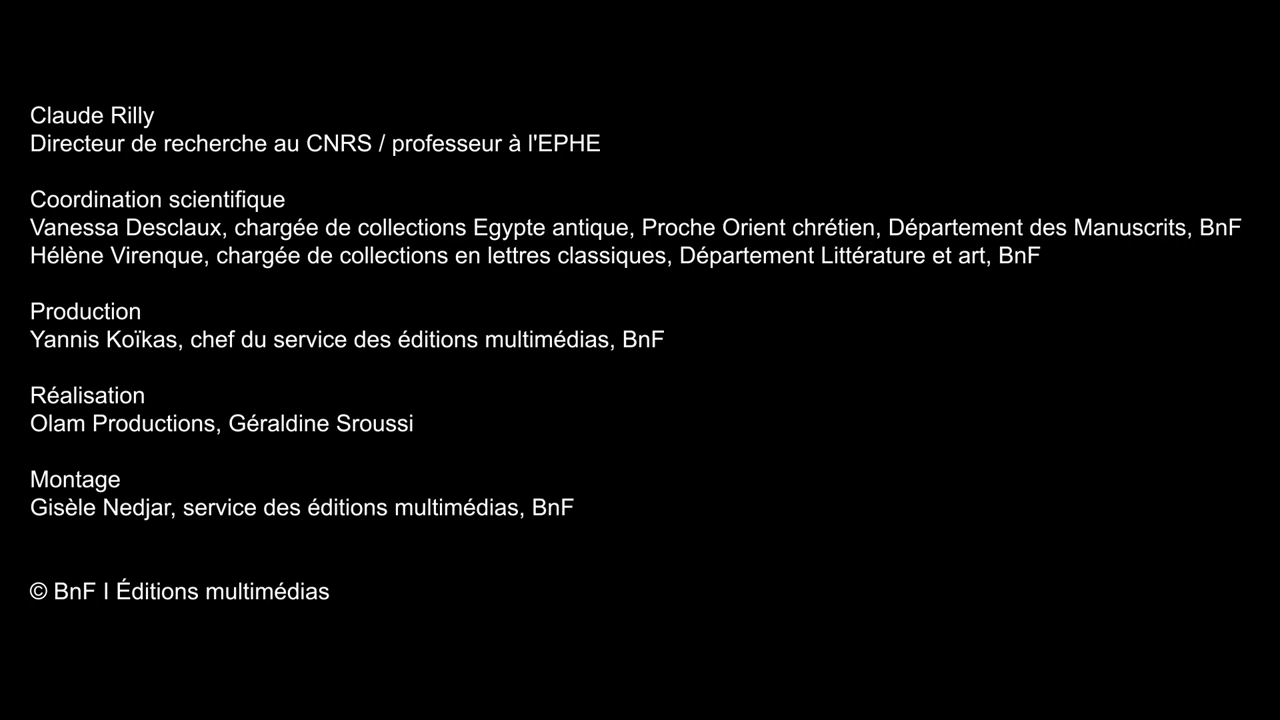 Claude Rilly
Directeur de recherche au CNRS / professeur à l'EPHE
Coordination scientifique
Vanessa Desclaux, chargée de collections Egypte antique, Proche Orient chrétien, Département des Manuscrits, BnF
Hélène Virenque, chargée de collections en lettres classiques, Département Littérature et art, BnF
Production
Yannis Koïkas, chef du service des éditions multimédias, BnF
Réalisation
Olam Productions, Géraldine Sroussi
Montage
Gisèle Nedjar, service des éditions multimédias, BnF
© BnF I Éditions multimédias